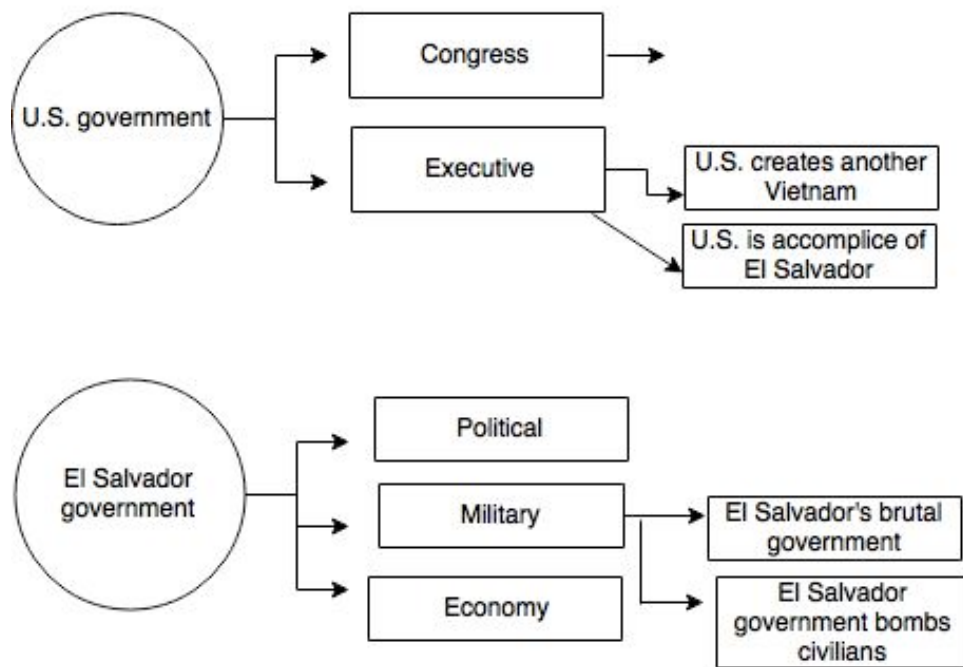 U.S. government
Congress
Executive
U.S. creates another
Vietnam
U.S. is accomplice of
El Salvador
El Salvador
government
Political
Military
Economy
El Salvador's brutal
government
El Salvador
government bombs
civilians